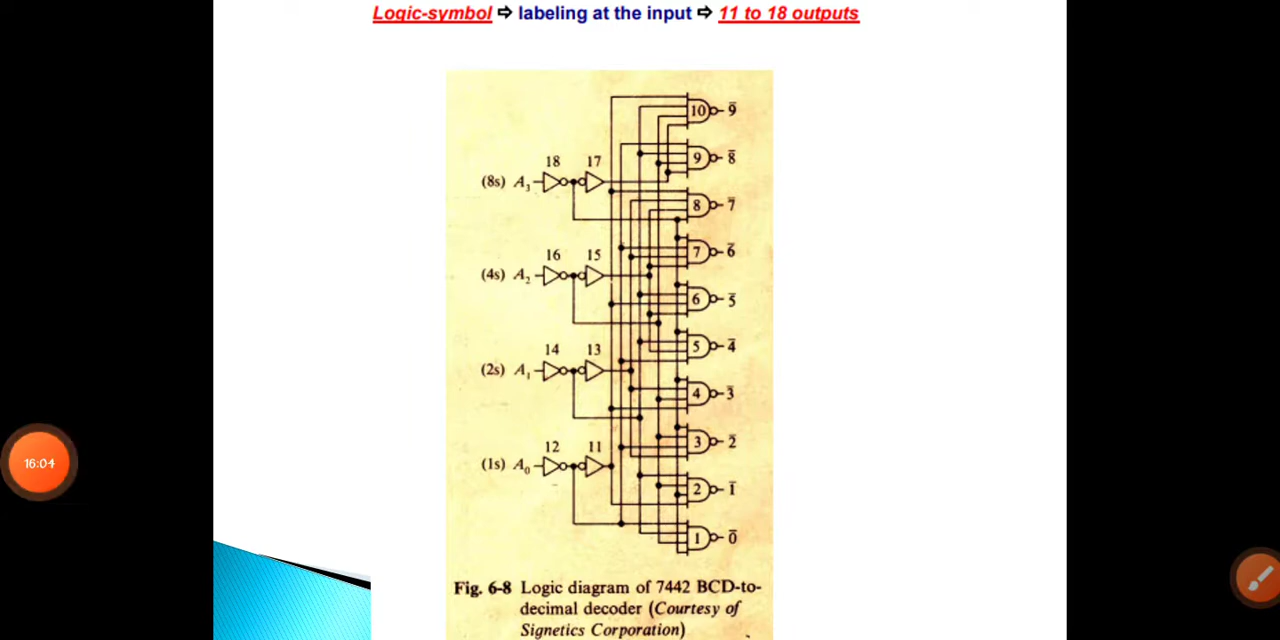 Logic-symbol ⇨ labeling at the input ⇨ 11 to 18 outputs
10 9̅
9 8̅
18 17
(8s) A₃
8 7̅
7 6̅
16 15
(4s) A₂
6 5̅
5 4̅
14 13
(2s) A₁
4 3̅
3 2̅
12 11
(1s) A₀
2 1̅
1 0̅
Fig. 6-8 Logic diagram of 7442 BCD-to-
decimal decoder (Courtesy of
Signetics Corporation)
16:04